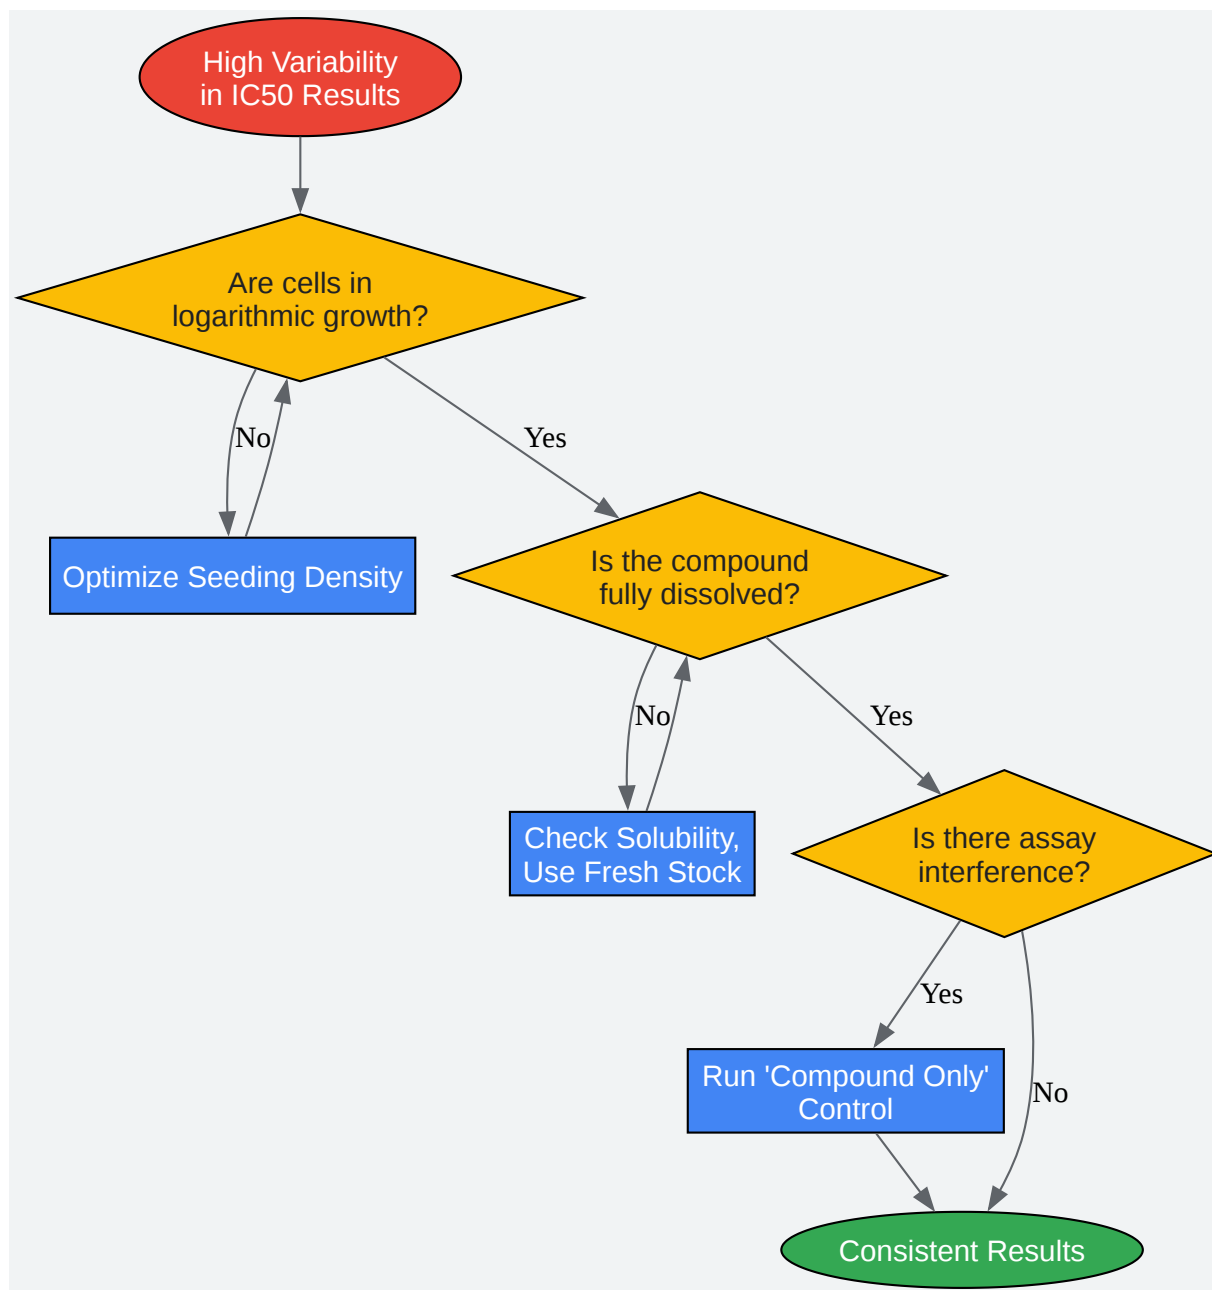 High Variability
in IC50 Results
Are cells in
logarithmic growth?
No
Yes
Optimize Seeding Density
Is the compound
fully dissolved?
No
Yes
Check Solubility,
Use Fresh Stock
Is there assay
interference?
Yes
Run 'Compound Only'
Control
No
Consistent Results